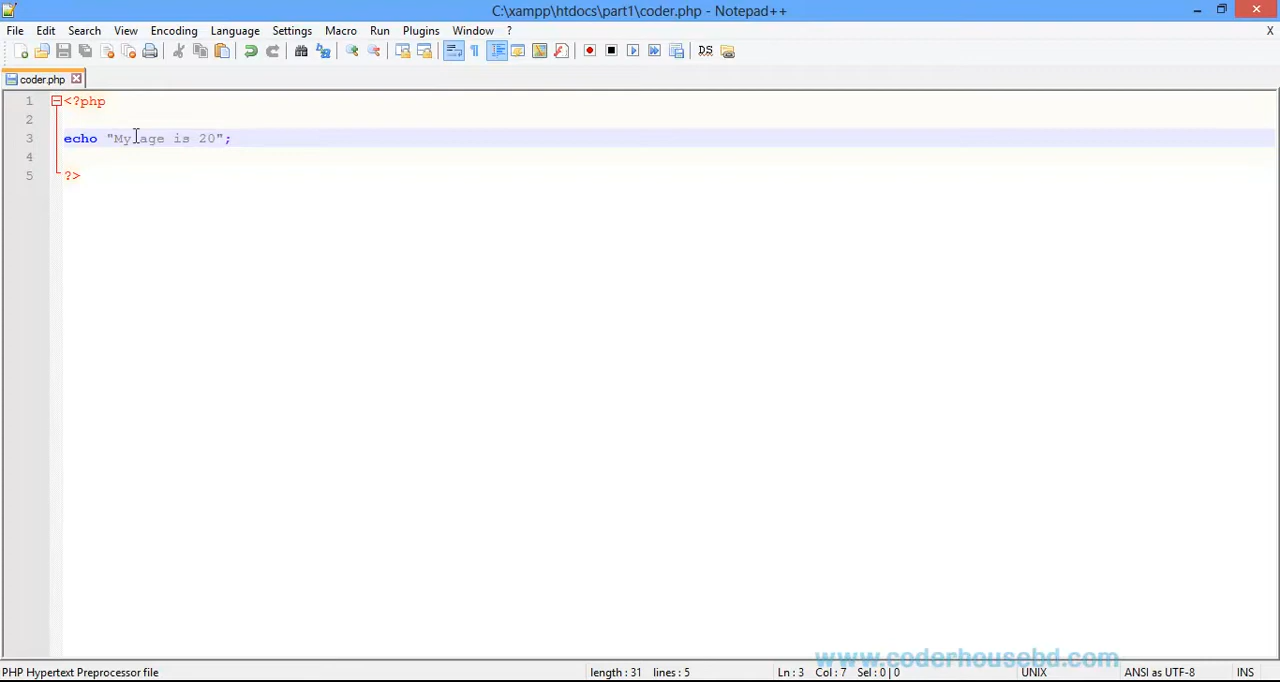 C:\xampp\htdocs\part1\coder.php - Notepad++
File Edit Search View Encoding Language Settings Macro Run Plugins Window ? X
coder.php
1 <?php
2
3 echo "My age is 20";
4
5 ?>
www.coderhousebd.com
PHP Hypertext Preprocessor file length : 31 lines : 5 Ln : 3 Col : 7 Sel : 0 | 0 UNIX ANSI as UTF-8 INS